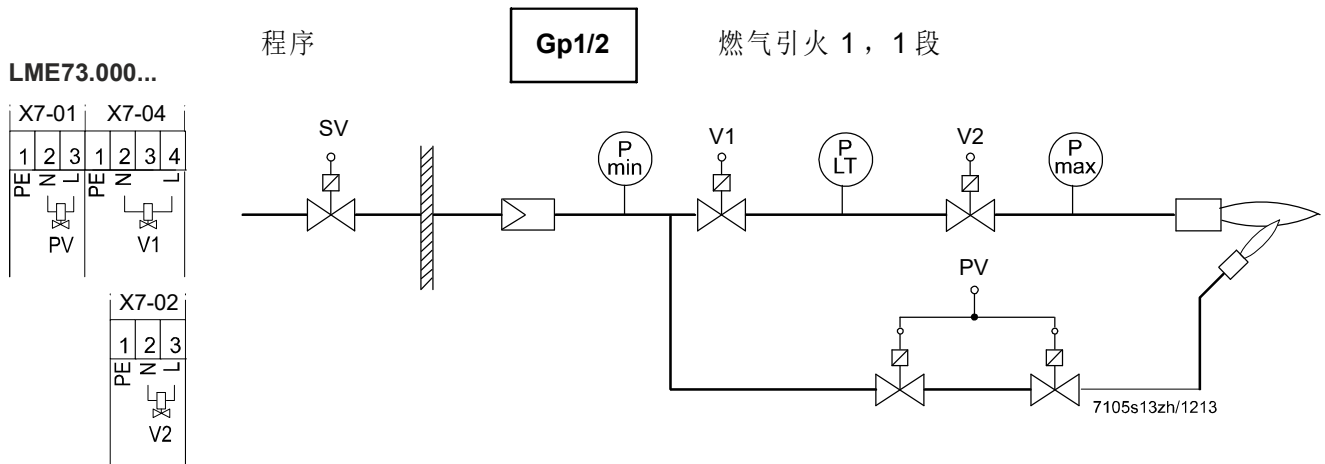 程序
Gp1/2
燃气引火 1，1 段
LME73.000...
X7-01 X7-04
1 2 3 1 2 3 4
PE N L PE N L
PV V1
X7-02
1 2 3
PE N L
V2
SV
P min
V1
P LT
V2
P max
PV
7105s13zh/1213